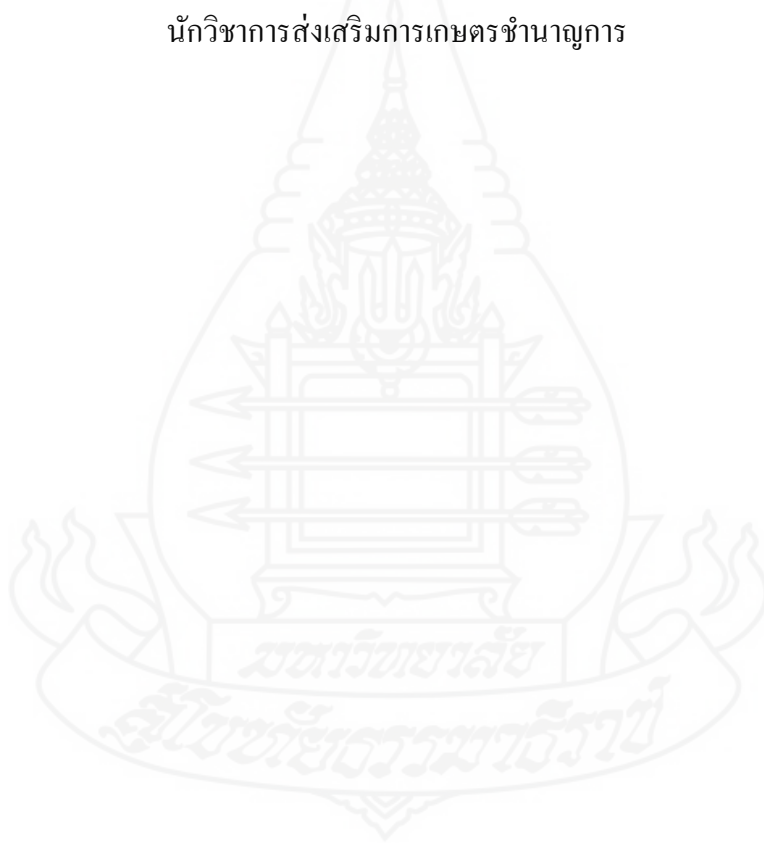 นักวิชาการส่งเสริมการเกษตรชำนาญการ
มหาวิทยาลัย
สุโขทัยธรรมาธิราช